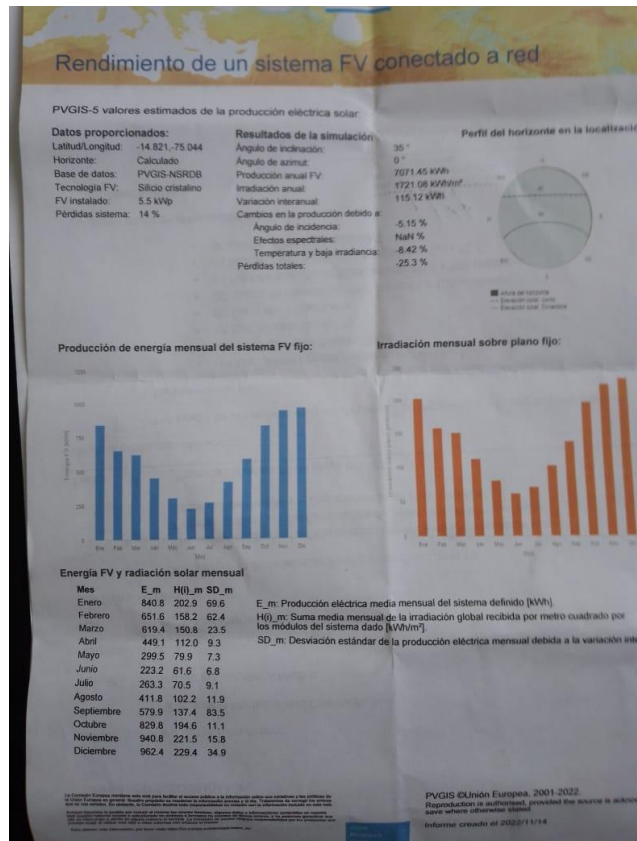 Rendimiento de un sistema FV conectado a red
PVGIS-5 valores estimados de la producción eléctrica solar:
Datos proporcionados:
Latitud/Longitud: -14.821,-75.044
Horizonte: Calculado
Base de datos: PVGIS-NSRDB
Tecnología FV: Silicio cristalino
FV instalado: 5.5 kWp
Pérdidas sistema: 14 %
Resultados de la simulación
Ángulo de inclinación: 35 °
Ángulo de azimut: 0 °
Producción anual FV: 7071.45 kWh
Irradiación anual: 1721.06 kWh/m²
Variación interanual: 115.12 kWh
Cambios en la producción debido a:
Ángulo de incidencia: -5.15 %
Efectos espectrales: NaN %
Temperatura y baja irradiancia: -8.42 %
Pérdidas totales: -25.3 %
Perfil del horizonte en la localizació
Producción de energía mensual del sistema FV fijo:
Irradiación mensual sobre plano fijo:
Energía FV y radiación solar mensual
Mes E_m H(i)_m SD_m
Enero 840.8 202.9 69.6
Febrero 651.6 158.2 62.4
Marzo 619.4 150.8 23.5
Abril 449.1 112.0 9.3
Mayo 299.5 79.9 7.3
Junio 223.2 61.6 6.8
Julio 263.3 70.5 9.1
Agosto 411.8 102.2 11.9
Septiembre 579.9 137.4 83.5
Octubre 829.8 194.6 11.1
Noviembre 940.8 221.5 15.8
Diciembre 962.4 229.4 34.9
E_m: Producción eléctrica media mensual del sistema definido [kWh].
H(i)_m: Suma media mensual de la irradiación global recibida por metro cuadrado por
los módulos del sistema dado [kWh/m²].
SD_m: Desviación estándar de la producción eléctrica mensual debida a la variación inte
PVGIS ©Unión Europea, 2001-2022.
Reproduction is authorised, provided the source is acknow
save where otherwise stated
Informe creado el 2022/11/14